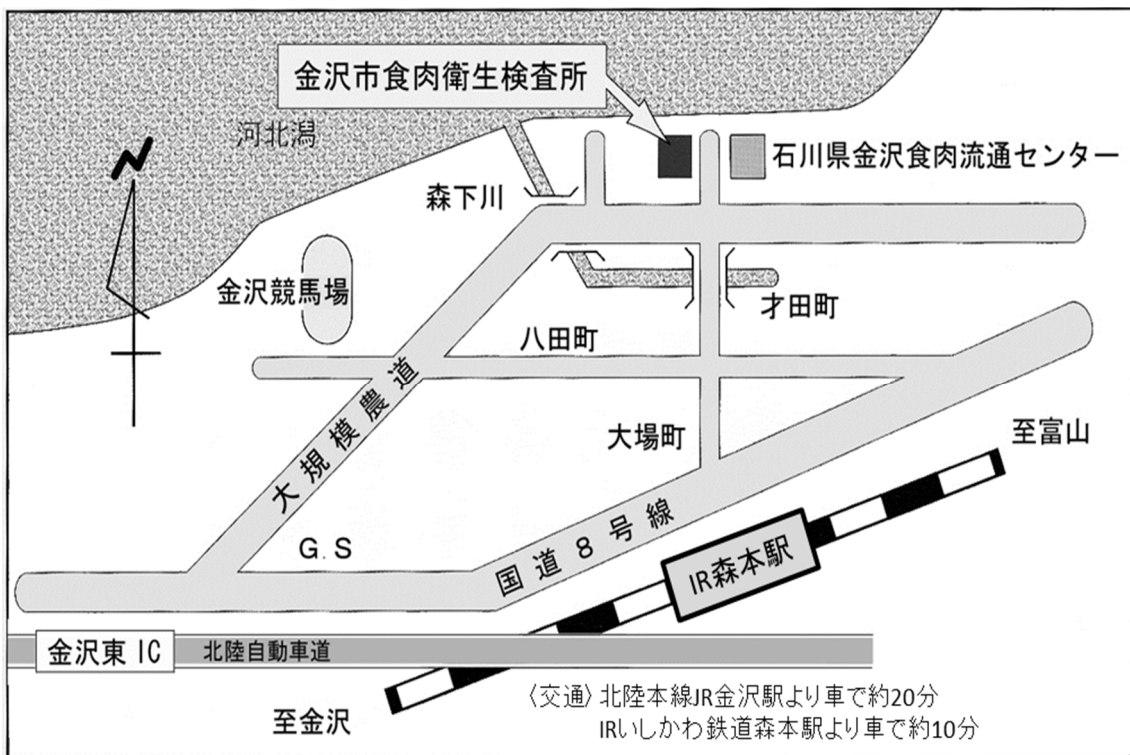 金沢市食肉衛生検査所
河北潟
N
石川県金沢食肉流通センター
森下川
金沢競馬場
才田町
八田町
大規模農道
大場町
至富山
G.S
国道8号線
IR森本駅
金沢東IC
北陸自動車道
〈交通〉北陸本線JR金沢駅より車で約20分
至金沢
IRいしかわ鉄道森本駅より車で約10分